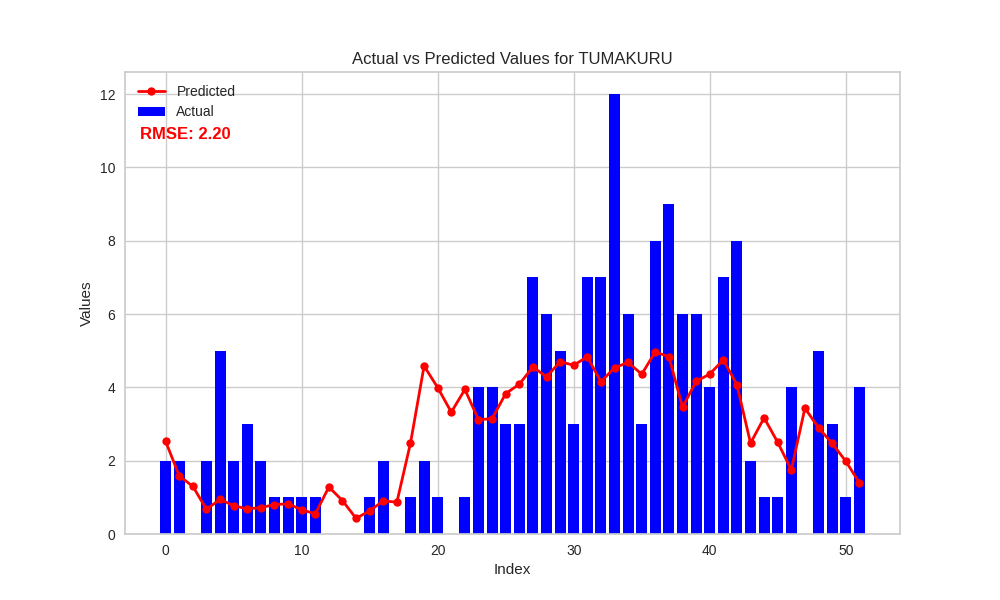 Actual vs Predicted Values for TUMAKURU
Predicted
Actual
RMSE: 2.20
Values
12
10
8
6
4
2
0
0 10 20 30 40 50
Index